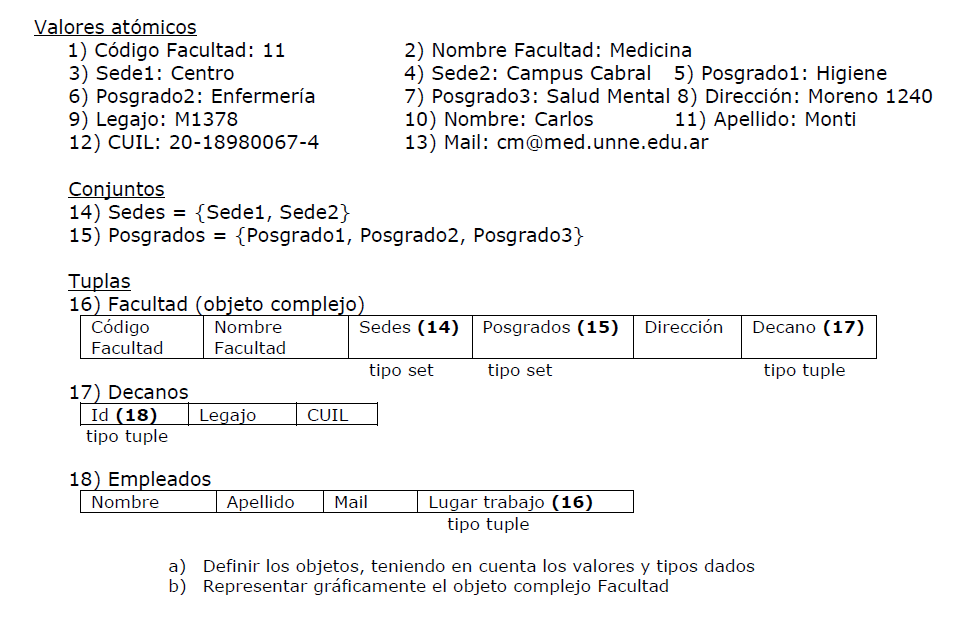 Valores atómicos
1) Código Facultad: 11 2) Nombre Facultad: Medicina
3) Sede1: Centro 4) Sede2: Campus Cabral 5) Posgrado1: Higiene
6) Posgrado2: Enfermería 7) Posgrado3: Salud Mental 8) Dirección: Moreno 1240
9) Legajo: M1378 10) Nombre: Carlos 11) Apellido: Monti
12) CUIL: 20-18980067-4 13) Mail: cm@med.unne.edu.ar
Conjuntos
14) Sedes = {Sede1, Sede2}
15) Posgrados = {Posgrado1, Posgrado2, Posgrado3}
Tuplas
16) Facultad (objeto complejo)
Código Nombre Sedes (14) Posgrados (15) Dirección Decano (17)
Facultad Facultad
tipo set tipo set tipo tuple
17) Decanos
Id (18) Legajo CUIL
tipo tuple
18) Empleados
Nombre Apellido Mail Lugar trabajo (16)
tipo tuple
a) Definir los objetos, teniendo en cuenta los valores y tipos dados
b) Representar gráficamente el objeto complejo Facultad